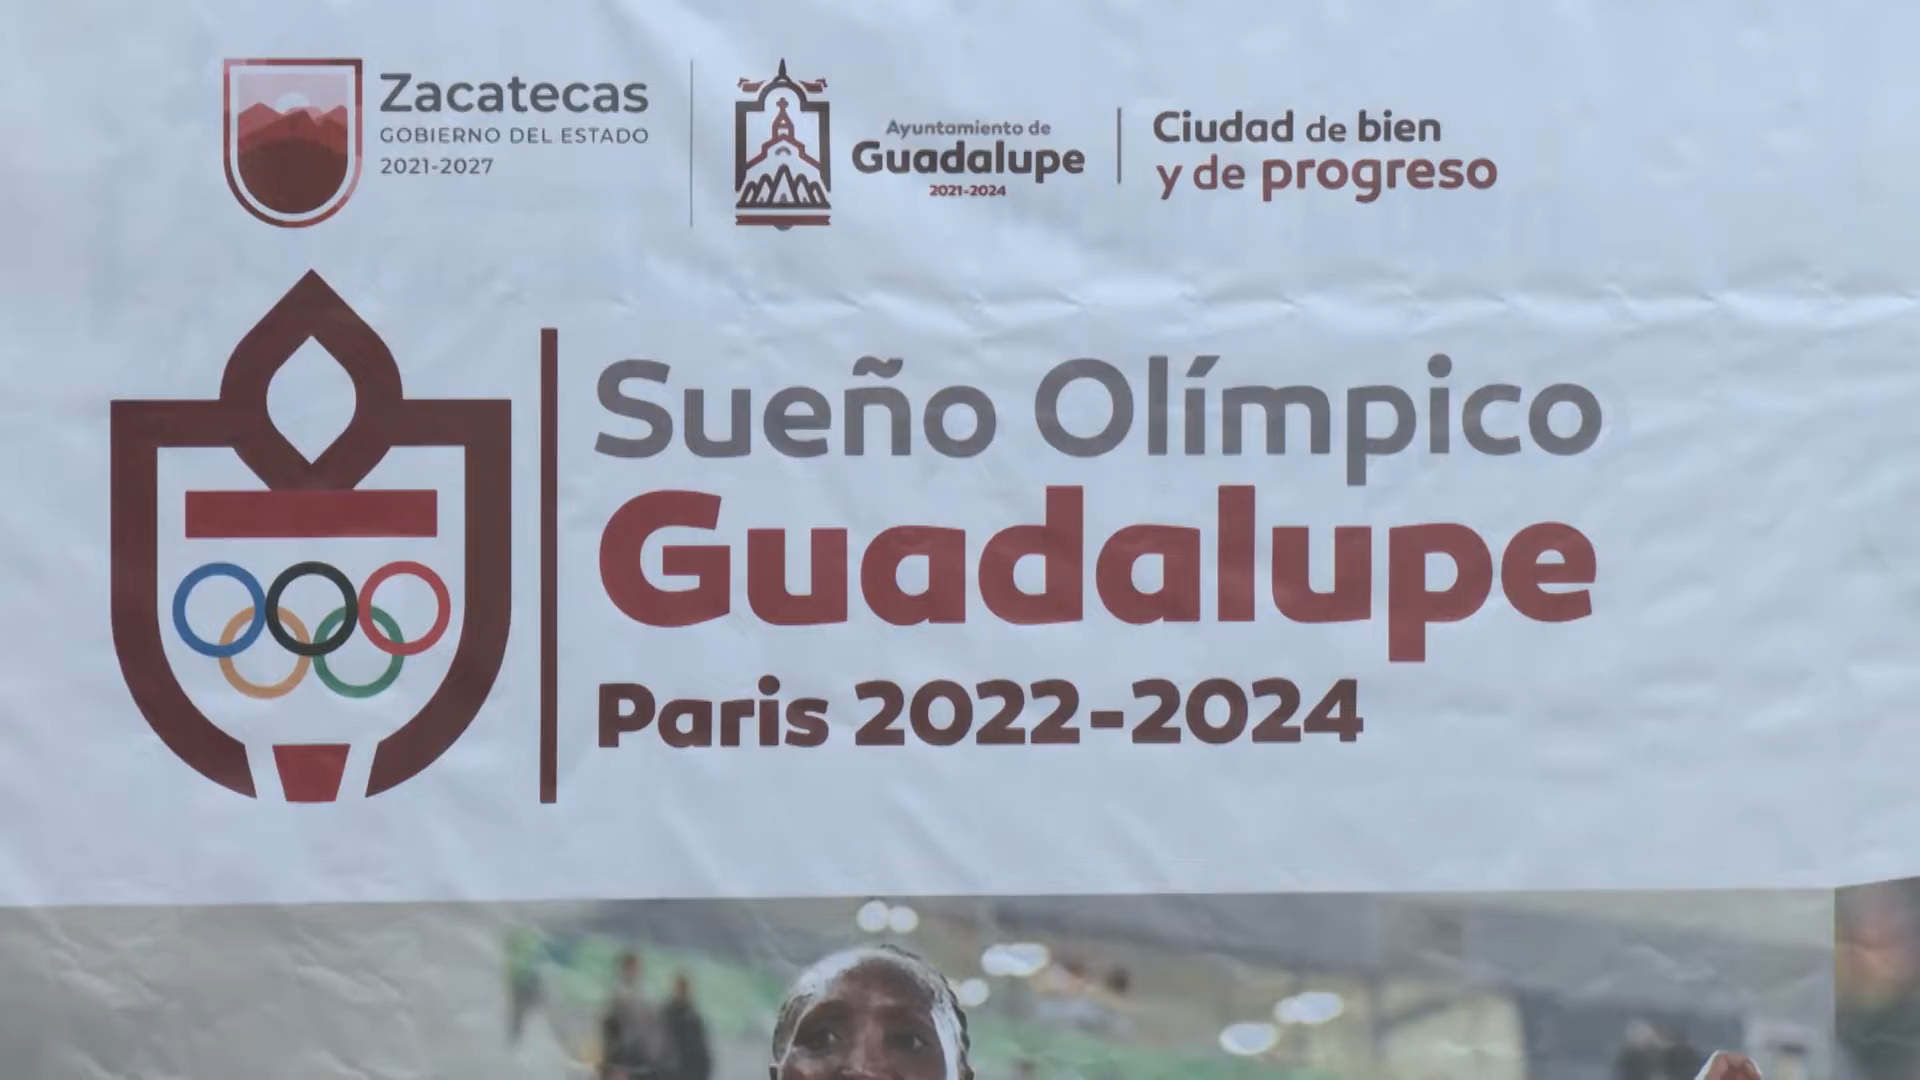 Zacatecas
GOBIERNO DEL ESTADO
2021-2027
Ayuntamiento de
Guadalupe
2021-2024
Ciudad de bien
y de progreso
Sueño Olímpico
Guadalupe
Paris 2022-2024